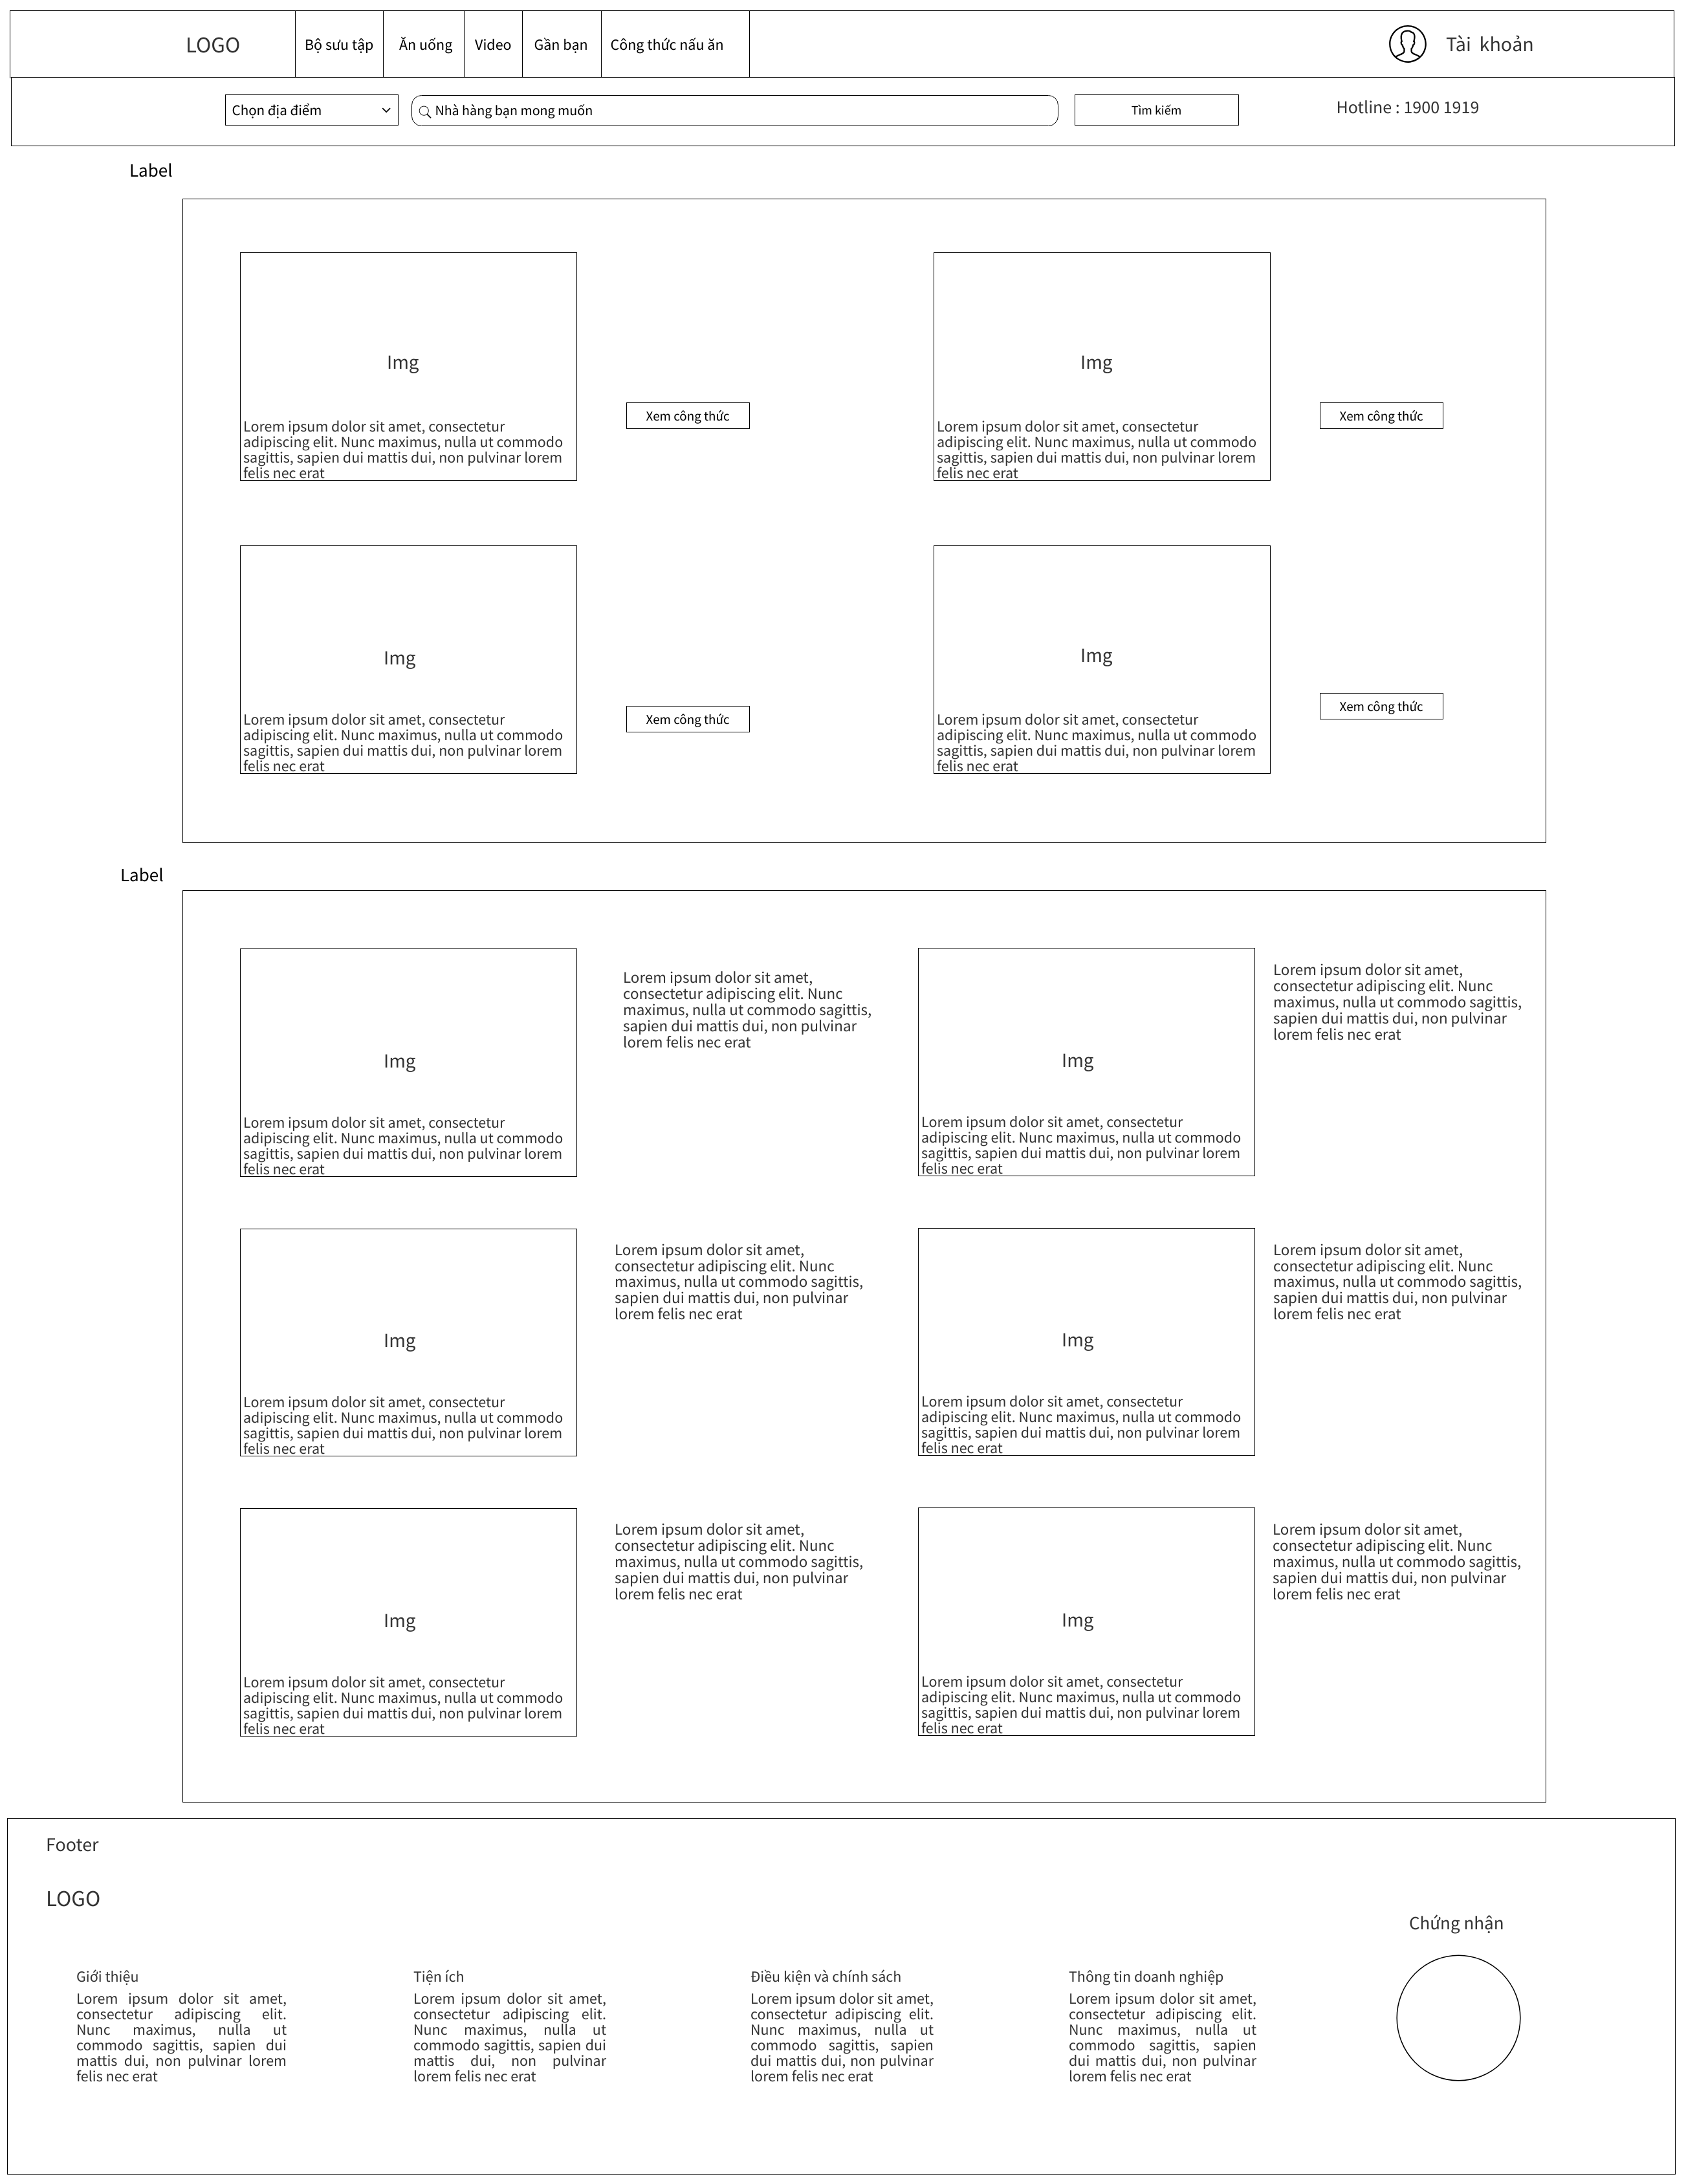 LOGO
Bộ sưu tập
Ăn uống
Video
Gần bạn
Công thức nấu ăn
Tài khoản
Chọn địa điểm
Nhà hàng bạn mong muốn
Tìm kiếm
Hotline : 1900 1919
Label
Img
Lorem ipsum dolor sit amet, consectetur
adipiscing elit. Nunc maximus, nulla ut commodo
sagittis, sapien dui mattis dui, non pulvinar lorem
felis nec erat
Xem công thức
Img
Lorem ipsum dolor sit amet, consectetur
adipiscing elit. Nunc maximus, nulla ut commodo
sagittis, sapien dui mattis dui, non pulvinar lorem
felis nec erat
Xem công thức
Img
Lorem ipsum dolor sit amet, consectetur
adipiscing elit. Nunc maximus, nulla ut commodo
sagittis, sapien dui mattis dui, non pulvinar lorem
felis nec erat
Xem công thức
Img
Lorem ipsum dolor sit amet, consectetur
adipiscing elit. Nunc maximus, nulla ut commodo
sagittis, sapien dui mattis dui, non pulvinar lorem
felis nec erat
Xem công thức
Label
Img
Lorem ipsum dolor sit amet, consectetur
adipiscing elit. Nunc maximus, nulla ut commodo
sagittis, sapien dui mattis dui, non pulvinar lorem
felis nec erat
Lorem ipsum dolor sit amet,
consectetur adipiscing elit. Nunc
maximus, nulla ut commodo sagittis,
sapien dui mattis dui, non pulvinar
lorem felis nec erat
Img
Lorem ipsum dolor sit amet, consectetur
adipiscing elit. Nunc maximus, nulla ut commodo
sagittis, sapien dui mattis dui, non pulvinar lorem
felis nec erat
Lorem ipsum dolor sit amet,
consectetur adipiscing elit. Nunc
maximus, nulla ut commodo sagittis,
sapien dui mattis dui, non pulvinar
lorem felis nec erat
Img
Lorem ipsum dolor sit amet, consectetur
adipiscing elit. Nunc maximus, nulla ut commodo
sagittis, sapien dui mattis dui, non pulvinar lorem
felis nec erat
Lorem ipsum dolor sit amet,
consectetur adipiscing elit. Nunc
maximus, nulla ut commodo sagittis,
sapien dui mattis dui, non pulvinar
lorem felis nec erat
Img
Lorem ipsum dolor sit amet, consectetur
adipiscing elit. Nunc maximus, nulla ut commodo
sagittis, sapien dui mattis dui, non pulvinar lorem
felis nec erat
Lorem ipsum dolor sit amet,
consectetur adipiscing elit. Nunc
maximus, nulla ut commodo sagittis,
sapien dui mattis dui, non pulvinar
lorem felis nec erat
Img
Lorem ipsum dolor sit amet, consectetur
adipiscing elit. Nunc maximus, nulla ut commodo
sagittis, sapien dui mattis dui, non pulvinar lorem
felis nec erat
Lorem ipsum dolor sit amet,
consectetur adipiscing elit. Nunc
maximus, nulla ut commodo sagittis,
sapien dui mattis dui, non pulvinar
lorem felis nec erat
Img
Lorem ipsum dolor sit amet, consectetur
adipiscing elit. Nunc maximus, nulla ut commodo
sagittis, sapien dui mattis dui, non pulvinar lorem
felis nec erat
Lorem ipsum dolor sit amet,
consectetur adipiscing elit. Nunc
maximus, nulla ut commodo sagittis,
sapien dui mattis dui, non pulvinar
lorem felis nec erat
Footer
LOGO
Giới thiệu
Lorem ipsum dolor sit amet,
consectetur adipiscing elit.
Nunc maximus, nulla ut
commodo sagittis, sapien dui
mattis dui, non pulvinar lorem
felis nec erat
Tiện ích
Lorem ipsum dolor sit amet,
consectetur adipiscing elit.
Nunc maximus, nulla ut
commodo sagittis, sapien dui
mattis dui, non pulvinar
lorem felis nec erat
Điều kiện và chính sách
Lorem ipsum dolor sit amet,
consectetur adipiscing elit.
Nunc maximus, nulla ut
commodo sagittis, sapien
dui mattis dui, non pulvinar
lorem felis nec erat
Thông tin doanh nghiệp
Lorem ipsum dolor sit amet,
consectetur adipiscing elit.
Nunc maximus, nulla ut
commodo sagittis, sapien
dui mattis dui, non pulvinar
lorem felis nec erat
Chứng nhận